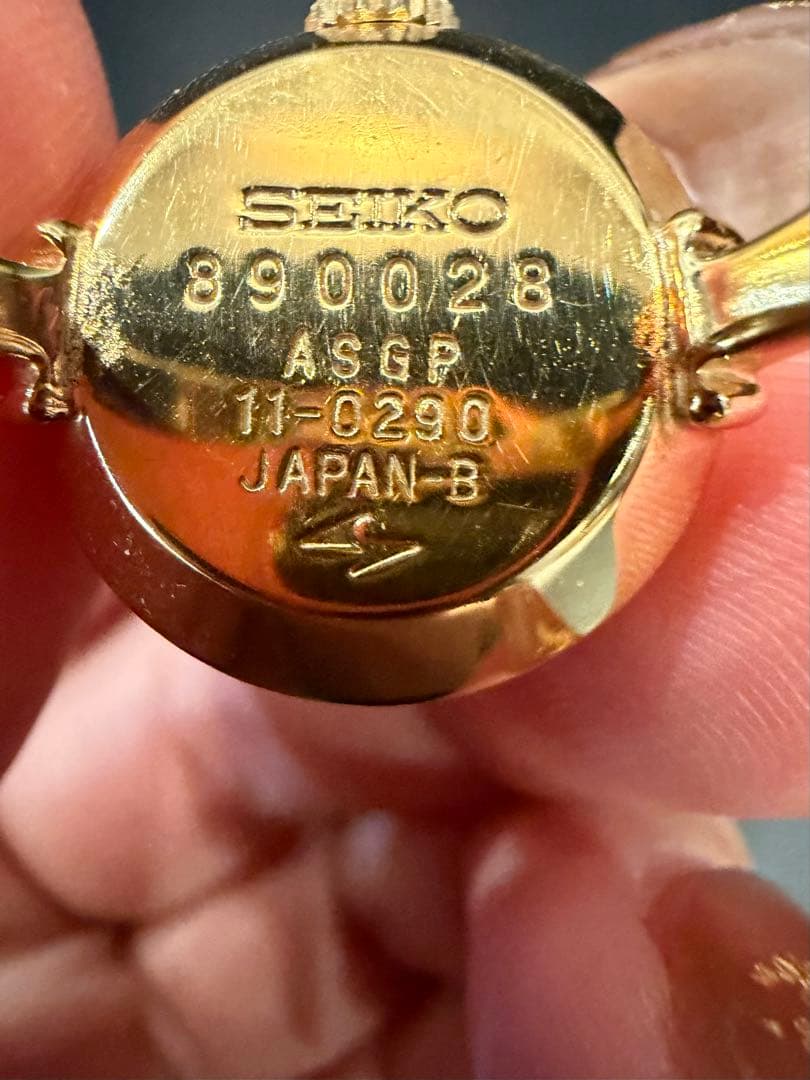 SEIKO
890028
ASGP
11-0290
JAPAN-B